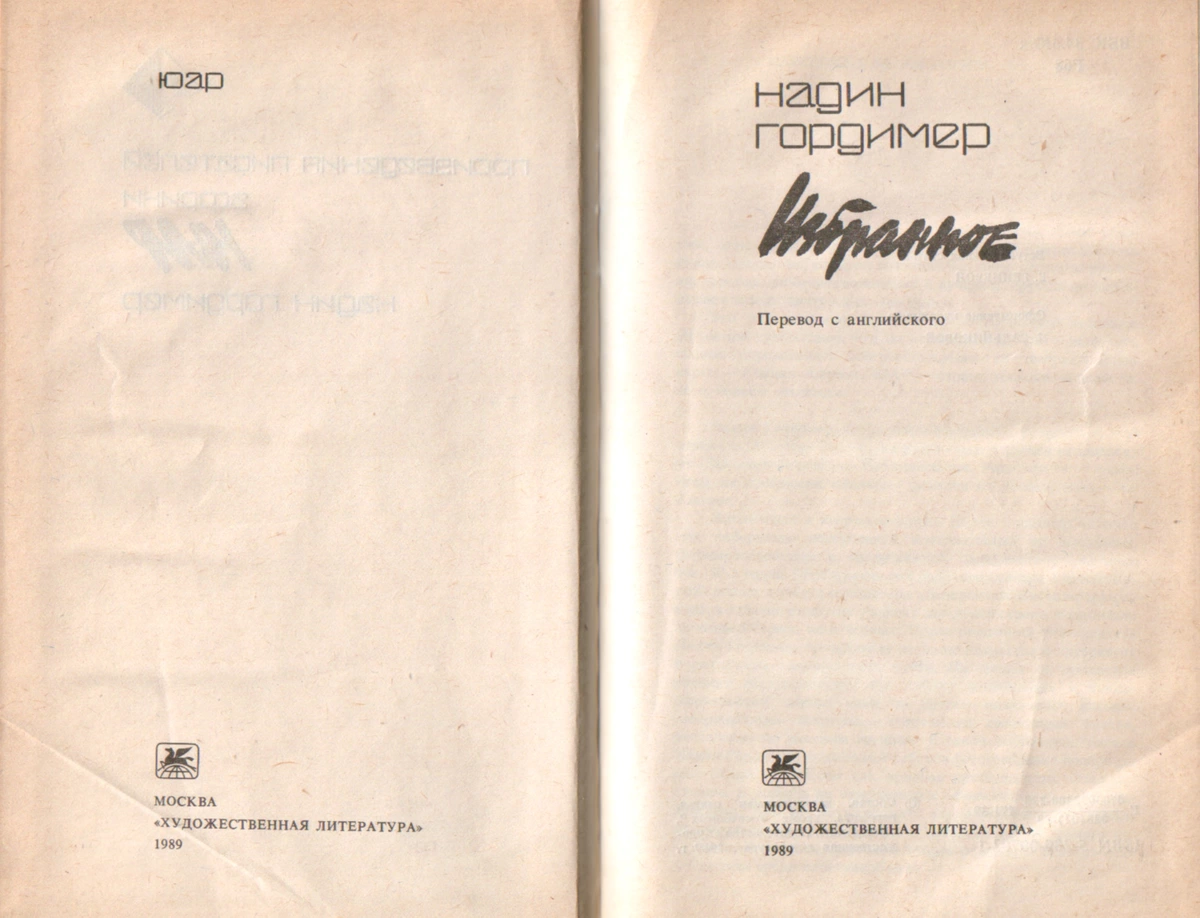 ЮАР
МОСКВА
«ХУДОЖЕСТВЕННАЯ ЛИТЕРАТУРА»
1989
НАДИН
ГОРДИМЕР
Избранное
Перевод с английского
МОСКВА
«ХУДОЖЕСТВЕННАЯ ЛИТЕРАТУРА»
1989